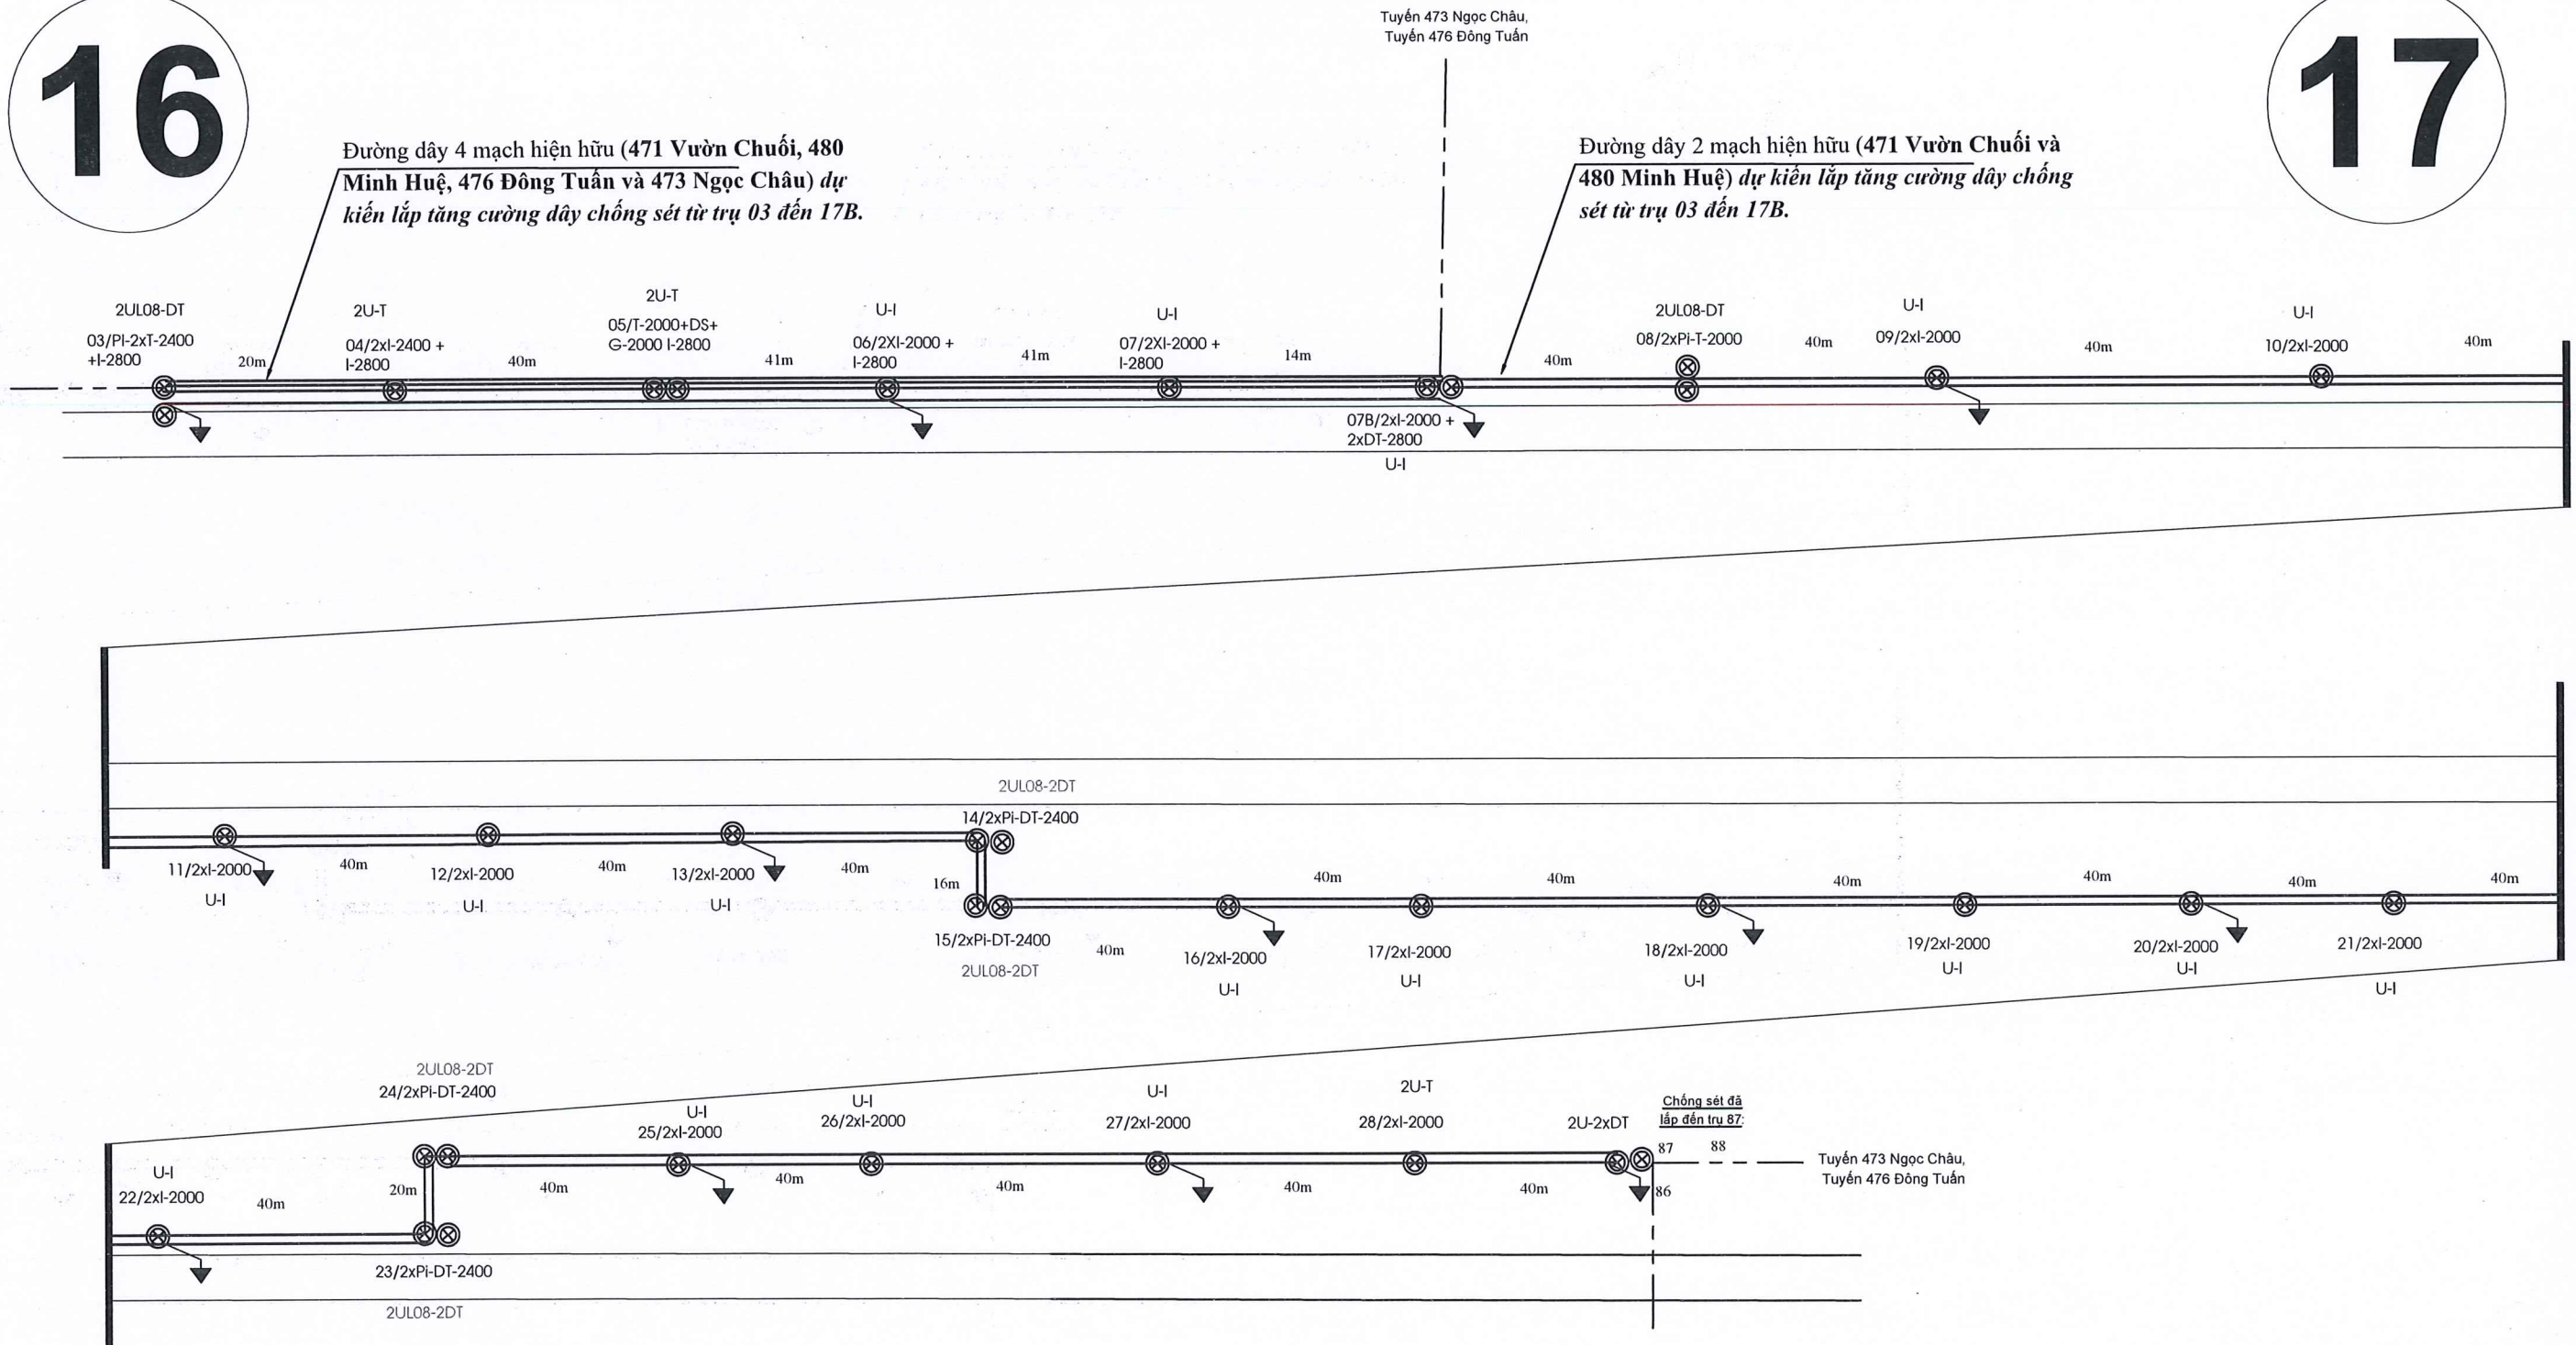 16
Tuyến 473 Ngọc Châu,
Tuyến 476 Đông Tuấn
17
Đường dây 4 mạch hiện hữu (471 Vườn Chuối, 480
Minh Huệ, 476 Đông Tuấn và 473 Ngọc Châu) dự
kiến lắp tăng cường dây chống sét từ trụ 03 đến 17B.
Đường dây 2 mạch hiện hữu (471 Vườn Chuối và
480 Minh Huệ) dự kiến lắp tăng cường dây chống
sét từ trụ 03 đến 17B.
2UL08-DT
03/PI-2xT-2400
+I-2800
20m
2U-T
04/2xI-2400 +
I-2800
40m
2U-T
05/T-2000+DS+
G-2000 I-2800
41m
U-I
06/2XI-2000 +
I-2800
41m
U-I
07/2XI-2000 +
I-2800
14m
07B/2xI-2000 +
2xDT-2800
U-I
40m
2UL08-DT
08/2xPi-T-2000
40m
U-I
09/2xI-2000
40m
U-I
10/2xI-2000
40m
11/2xI-2000
U-I
40m
12/2xI-2000
U-I
40m
13/2xI-2000
U-I
40m
2UL08-2DT
14/2xPi-DT-2400
16m
15/2xPi-DT-2400
2UL08-2DT
40m
16/2xI-2000
U-I
40m
17/2xI-2000
U-I
40m
18/2xI-2000
U-I
40m
19/2xI-2000
U-I
40m
20/2xI-2000
U-I
40m
21/2xI-2000
U-I
40m
U-I
22/2xI-2000
40m
2UL08-2DT
24/2xPi-DT-2400
20m
23/2xPi-DT-2400
2UL08-2DT
40m
U-I
25/2xI-2000
40m
U-I
26/2xI-2000
40m
U-I
27/2xI-2000
40m
2U-T
28/2xI-2000
40m
2U-2xDT
Chống sét đã
lắp đến trụ 87:
87
88
86
Tuyến 473 Ngọc Châu,
Tuyến 476 Đông Tuấn